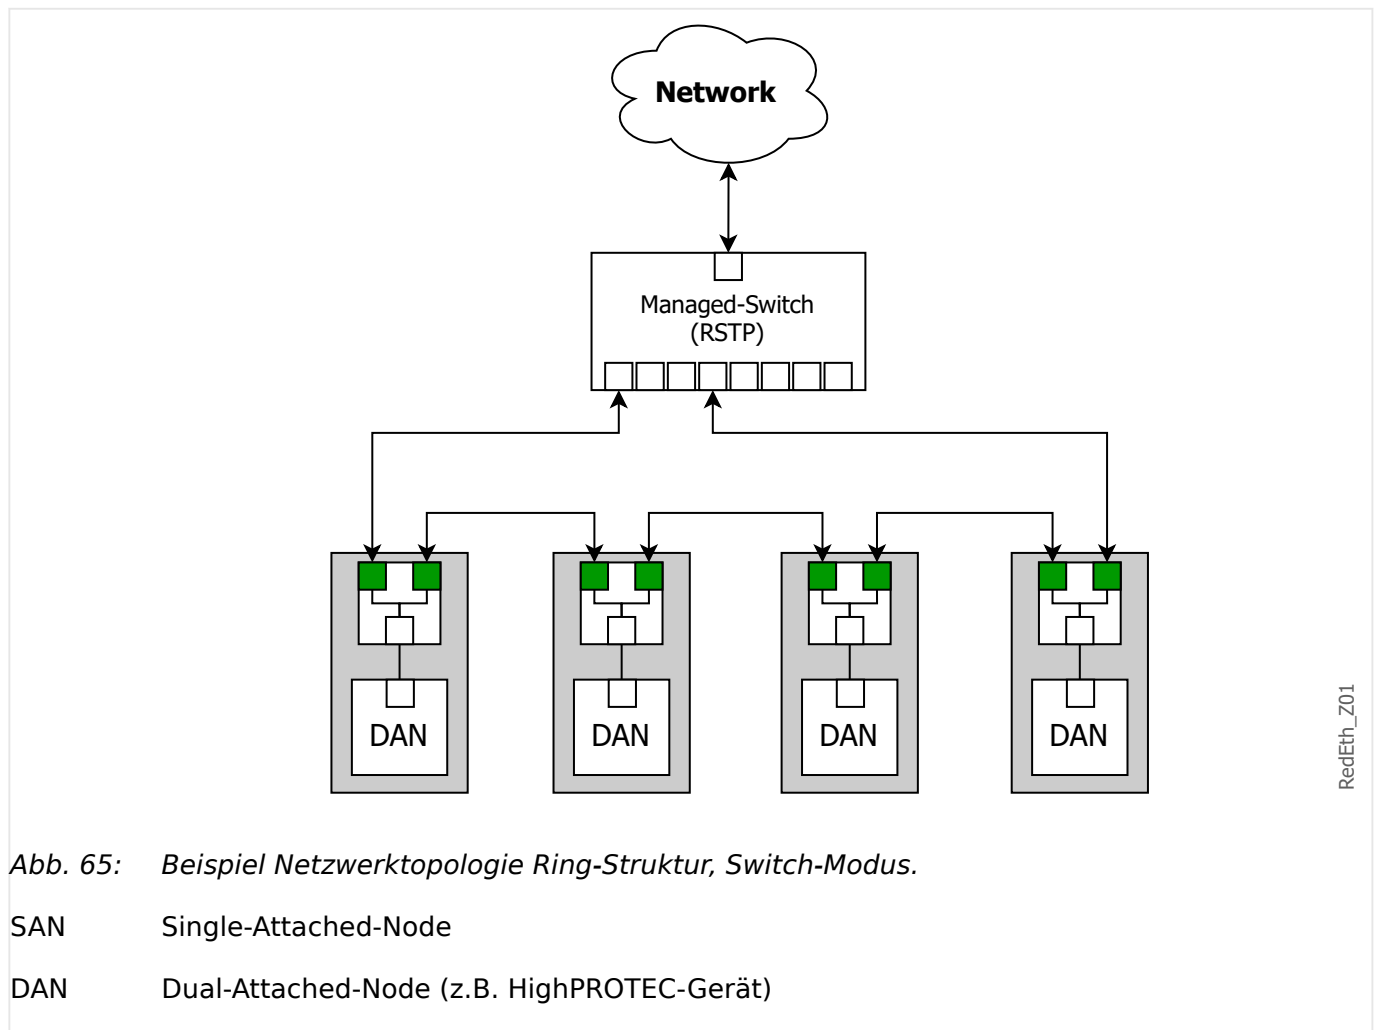 Network
Managed-Switch
(RSTP)
DAN DAN DAN DAN
RedEth_Z01
Abb. 65: Beispiel Netzwerktopologie Ring-Struktur, Switch-Modus.
SAN Single-Attached-Node
DAN Dual-Attached-Node (z.B. HighPROTEC-Gerät)